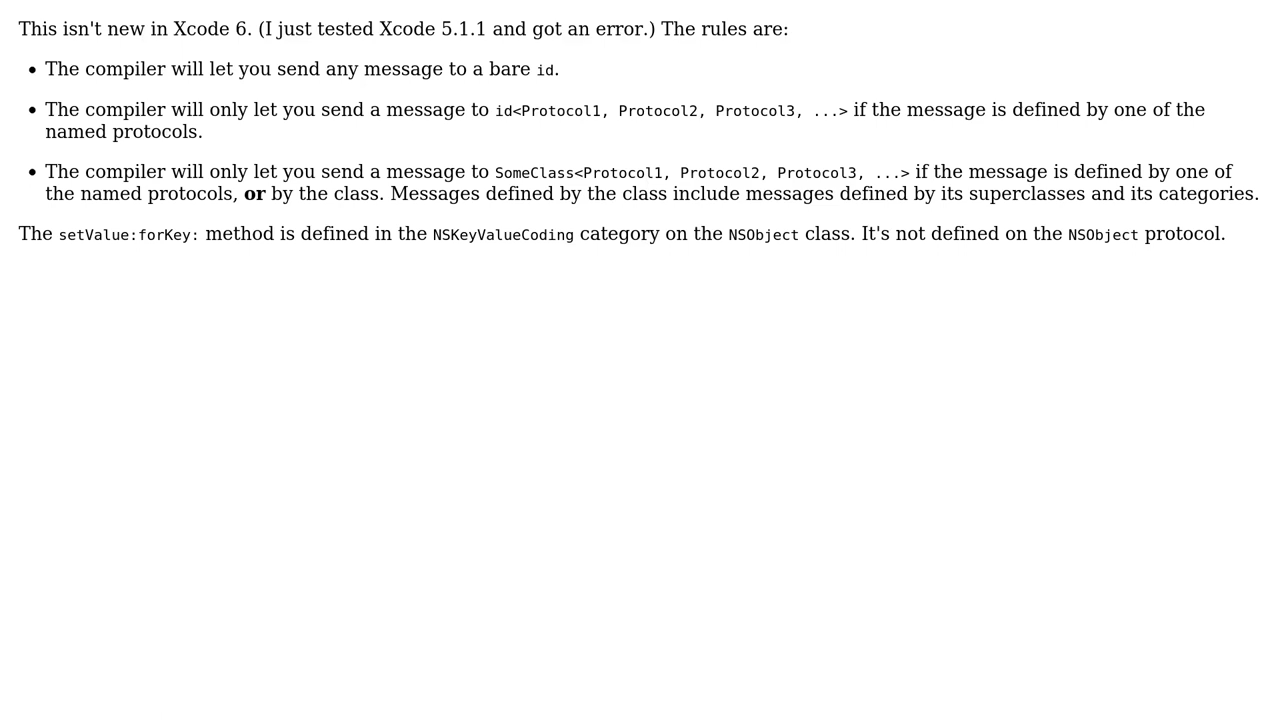 This isn't new in Xcode 6. (I just tested Xcode 5.1.1 and got an error.) The rules are:
• The compiler will let you send any message to a bare id.
• The compiler will only let you send a message to id<Protocol1, Protocol2, Protocol3, ...> if the message is defined by one of the
named protocols.
• The compiler will only let you send a message to SomeClass<Protocol1, Protocol2, Protocol3, ...> if the message is defined by one of
the named protocols, or by the class. Messages defined by the class include messages defined by its superclasses and its categories.
The setValue:forKey: method is defined in the NSKeyValueCoding category on the NSObject class. It's not defined on the NSObject protocol.